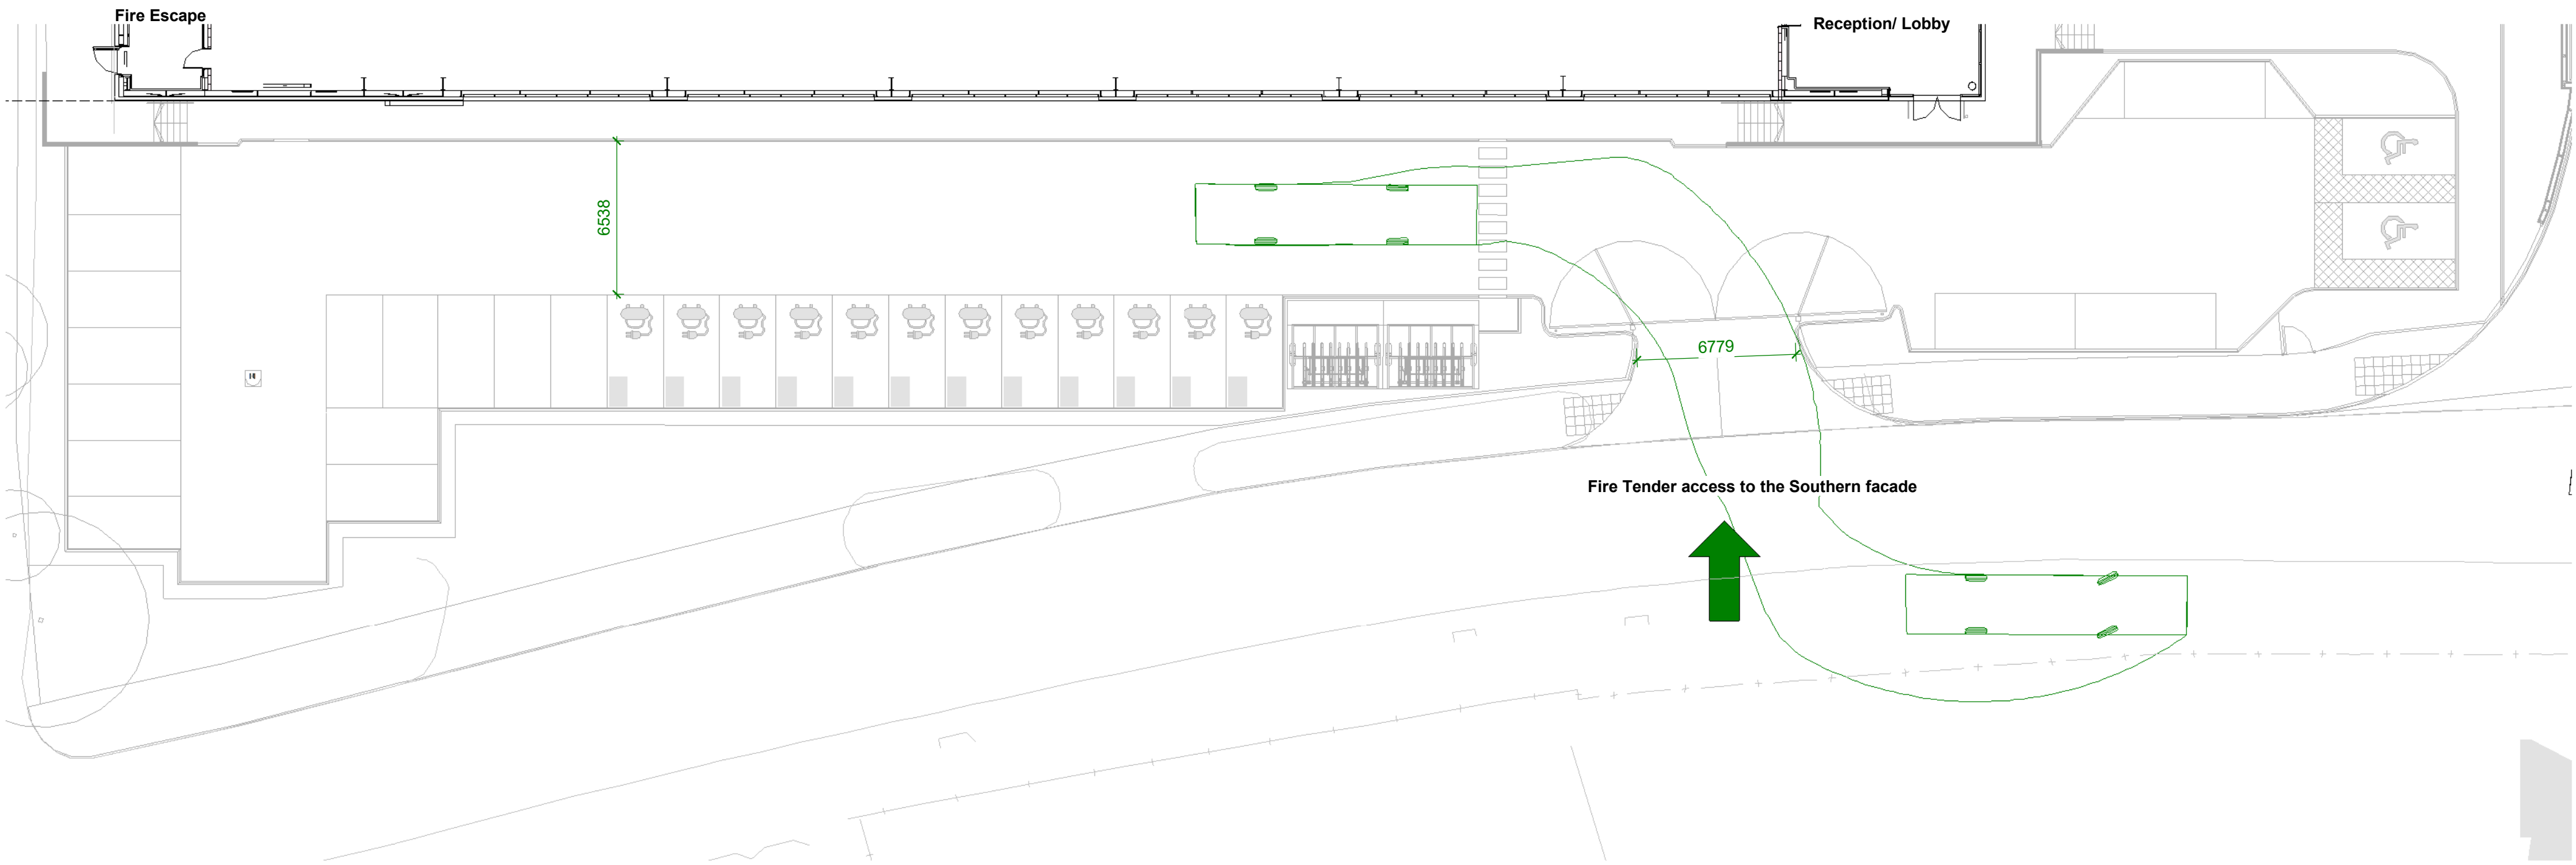 Fire Escape
Reception/ Lobby
6538
6779
Fire Tender access to the Southern facade